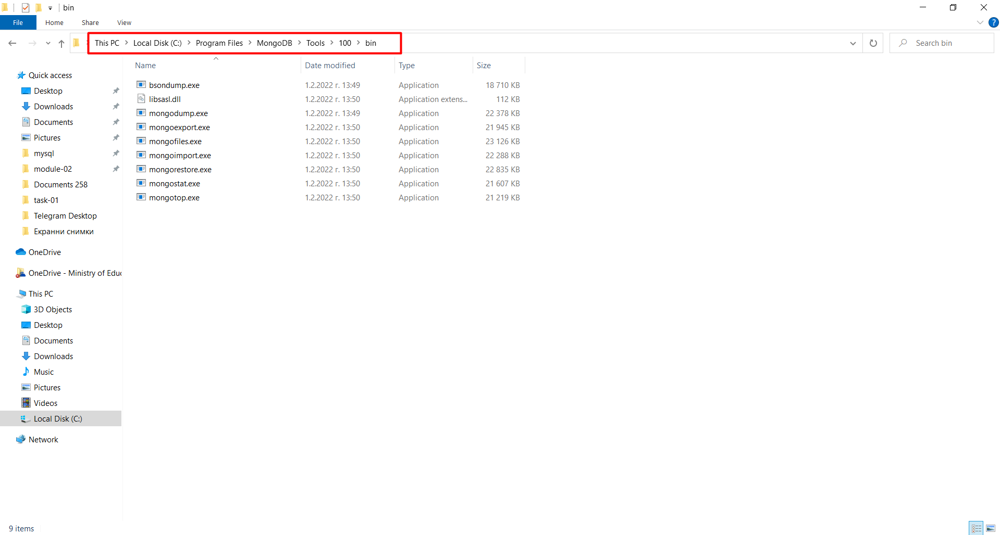 bin
File Home Share View
This PC Local Disk (C:) Program Files MongoDB Tools 100 bin
Search bin
Name Date modified Type Size
bsondump.exe 1.2.2022 г. 13:49 Application 18 710 KB
libsasl.dll 1.2.2022 г. 13:50 Application extens... 112 KB
mongodump.exe 1.2.2022 г. 13:49 Application 22 378 KB
mongoexport.exe 1.2.2022 г. 13:50 Application 21 945 KB
mongofiles.exe 1.2.2022 г. 13:50 Application 23 126 KB
mongoimport.exe 1.2.2022 г. 13:50 Application 22 288 KB
mongorestore.exe 1.2.2022 г. 13:50 Application 22 835 KB
mongostat.exe 1.2.2022 г. 13:50 Application 21 607 KB
mongotop.exe 1.2.2022 г. 13:50 Application 21 219 KB
Quick access
Desktop
Downloads
Documents
Pictures
mysql
module-02
Documents 258
task-01
Telegram Desktop
Екранни снимки
OneDrive
OneDrive - Ministry of Educ
This PC
3D Objects
Desktop
Documents
Downloads
Music
Pictures
Videos
Local Disk (C:)
Network
9 items